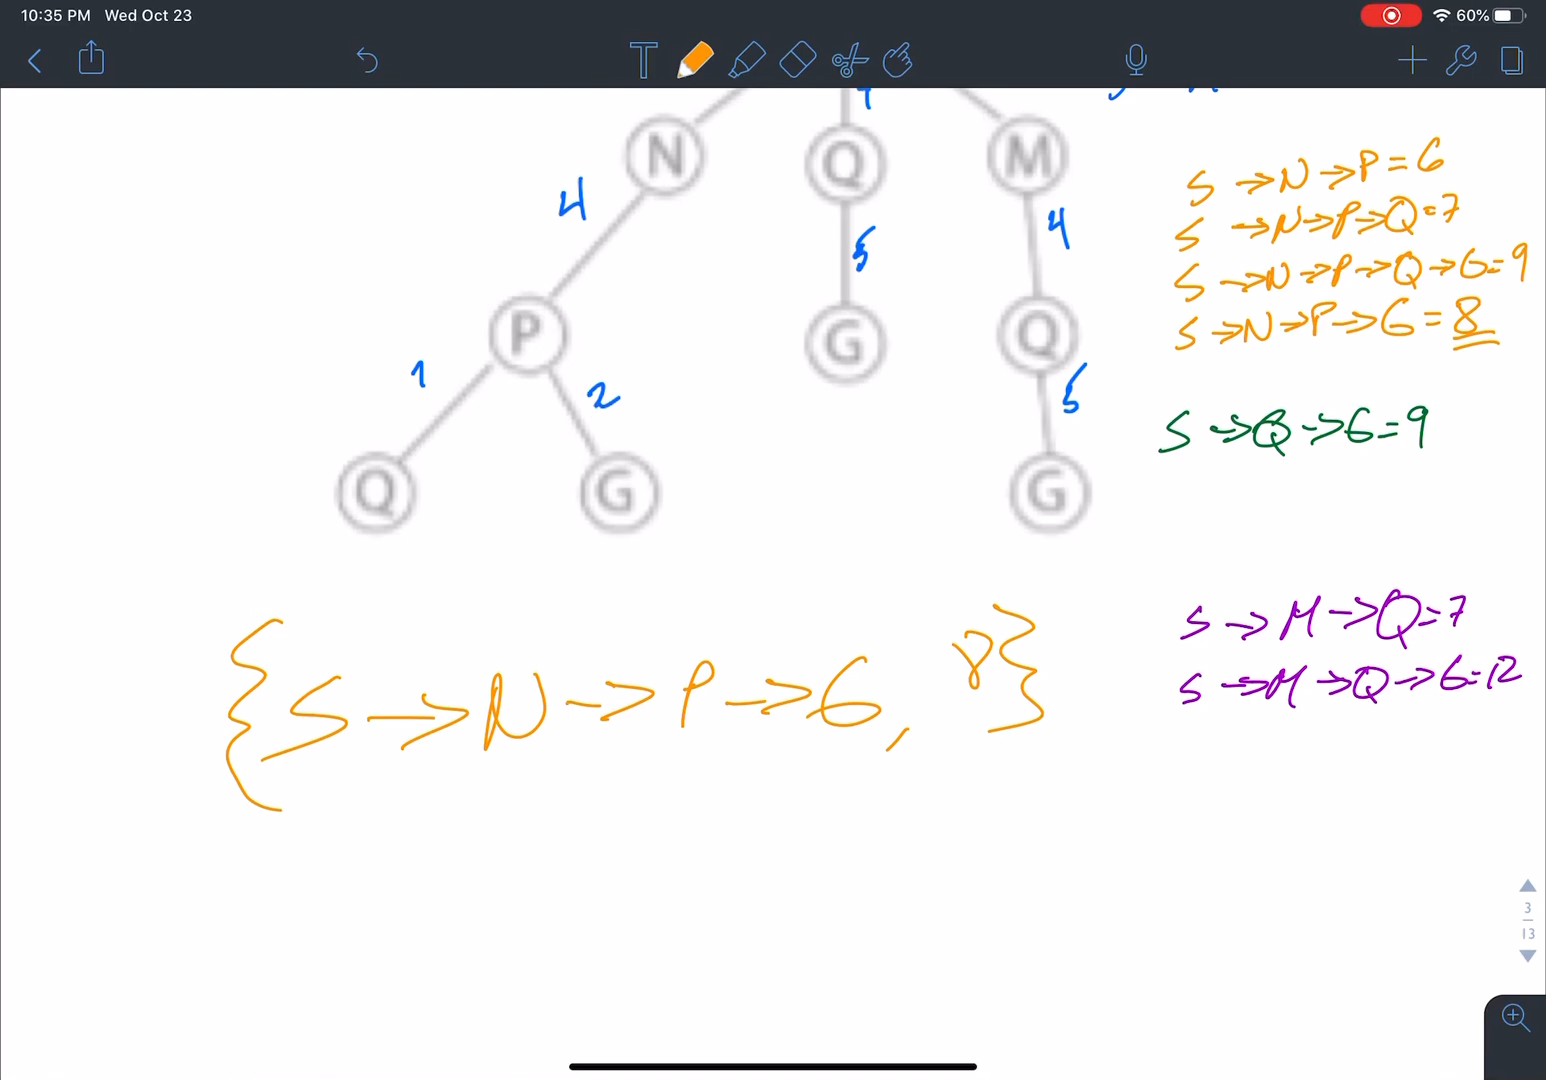 10:35 PM Wed Oct 23
60%
T
N
Q
M
4
5
4
S → N → P = 6
S → N → P → Q = 7
S → N → P → Q → G = 9
S → N → P → G = 8
P
G
Q
1
2
5
S → Q → G = 9
Q
G
G
S → M → Q = 7
S → M → Q → G = 12
{ S → N → P → G, 8 }
3
13